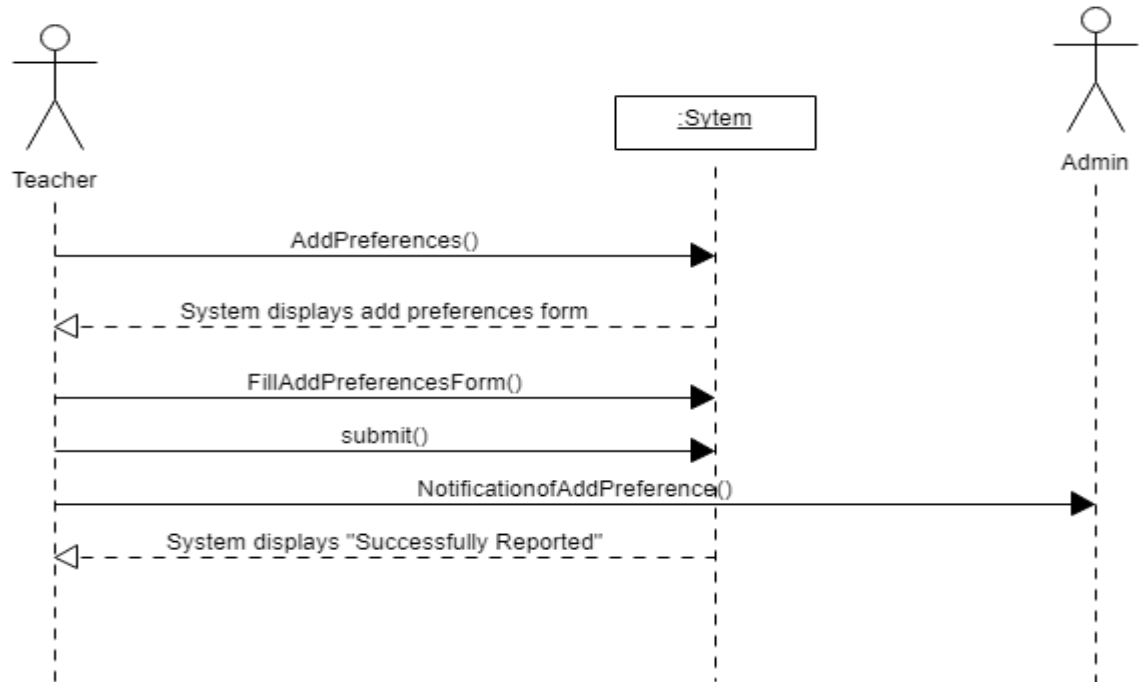 :Sytem
Admin
Teacher
AddPreferences()
System displays add preferences form
FillAddPreferencesForm()
submit()
NotificationofAddPreference()
System displays "Successfully Reported"